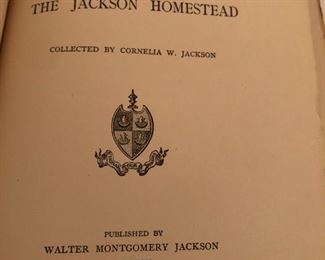 THE JACKSON HOMESTEAD
COLLECTED BY CORNELIA W. JACKSON
PUBLISHED BY
WALTER MONTGOMERY JACKSON